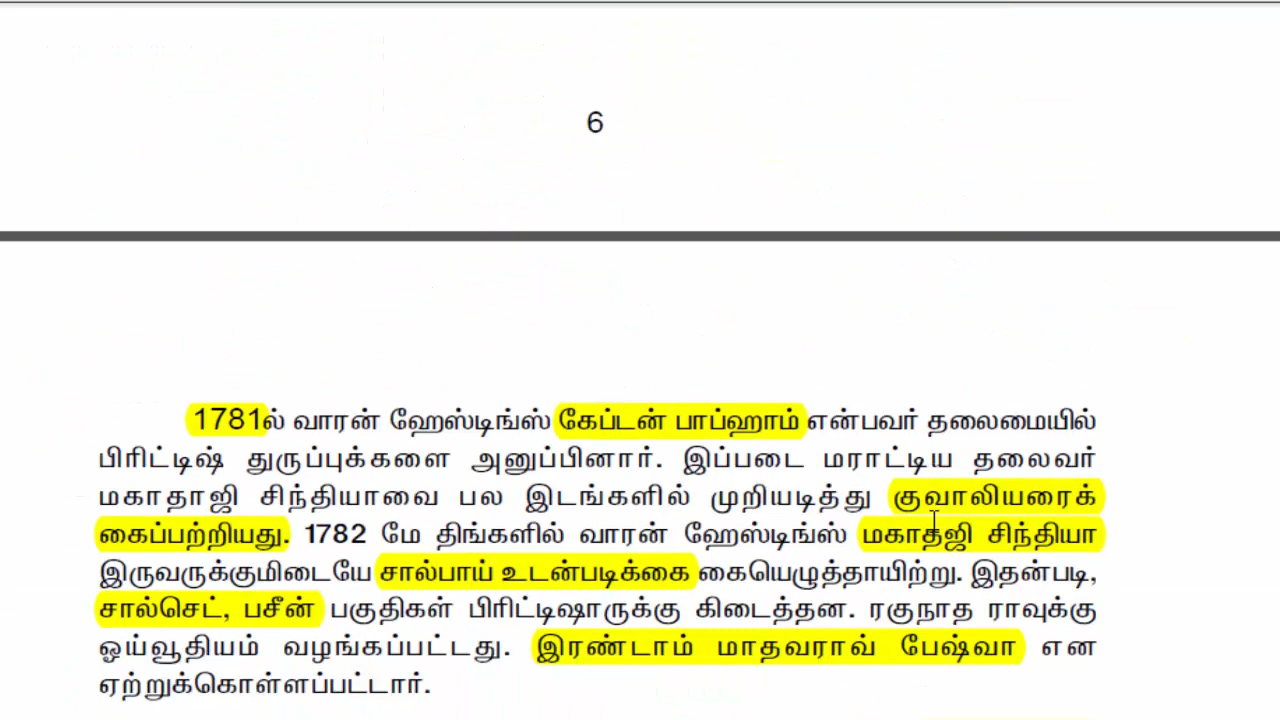 6
1781ல் வாரன் ஹேஸ்டிங்ஸ் கேப்டன் பாப்ஹாம் என்பவர் தலைமையில்
பிரிட்டிஷ் துருப்புக்களை அனுப்பினார். இப்படை மராட்டிய தலைவர்
மகாதாஜி சிந்தியாவை பல இடங்களில் முறியடித்து குவாலியரைக்
கைப்பற்றியது. 1782 மே திங்களில் வாரன் ஹேஸ்டிங்ஸ் மகாத்ஜி சிந்தியா
இருவருக்குமிடையே சால்பாய் உடன்படிக்கை கையெழுத்தாயிற்று. இதன்படி,
சால்செட், பசீன் பகுதிகள் பிரிட்டிஷாருக்கு கிடைத்தன. ரகுநாத ராவுக்கு
ஓய்வூதியம் வழங்கப்பட்டது. இரண்டாம் மாதவராவ் பேஷ்வா என
ஏற்றுக்கொள்ளப்பட்டார்.